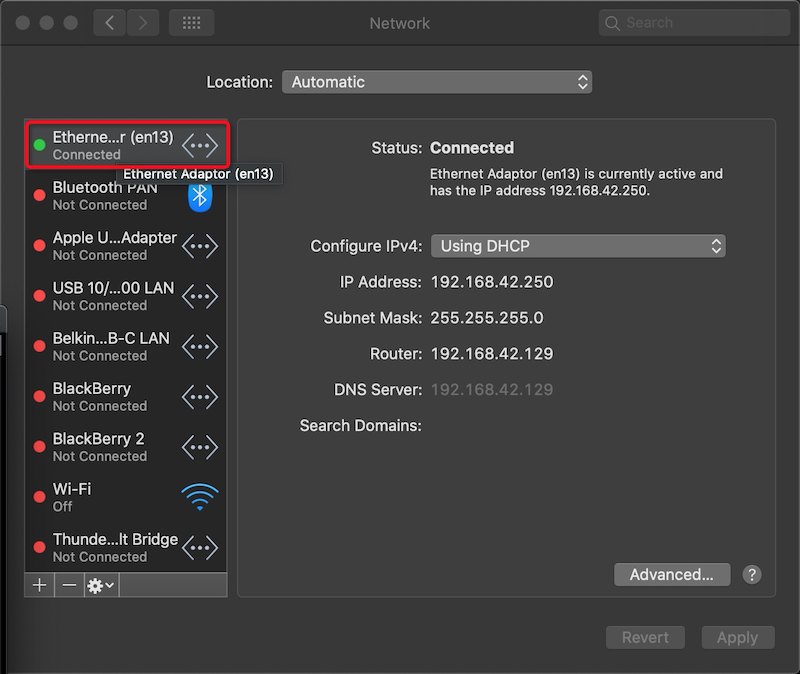 Network
Search
Location: Automatic
Etherne...r (en13)
Connected
Ethernet Adaptor (en13)
Bluetooth PAN
Not Connected
Apple U...Adapter
Not Connected
USB 10/...00 LAN
Not Connected
Belkin...B-C LAN
Not Connected
BlackBerry
Not Connected
BlackBerry 2
Not Connected
Wi-Fi
Off
Thunde...lt Bridge
Not Connected
Status: Connected
Ethernet Adaptor (en13) is currently active and
has the IP address 192.168.42.250.
Configure IPv4: Using DHCP
IP Address: 192.168.42.250
Subnet Mask: 255.255.255.0
Router: 192.168.42.129
DNS Server: 192.168.42.129
Search Domains:
Advanced... ?
Revert Apply